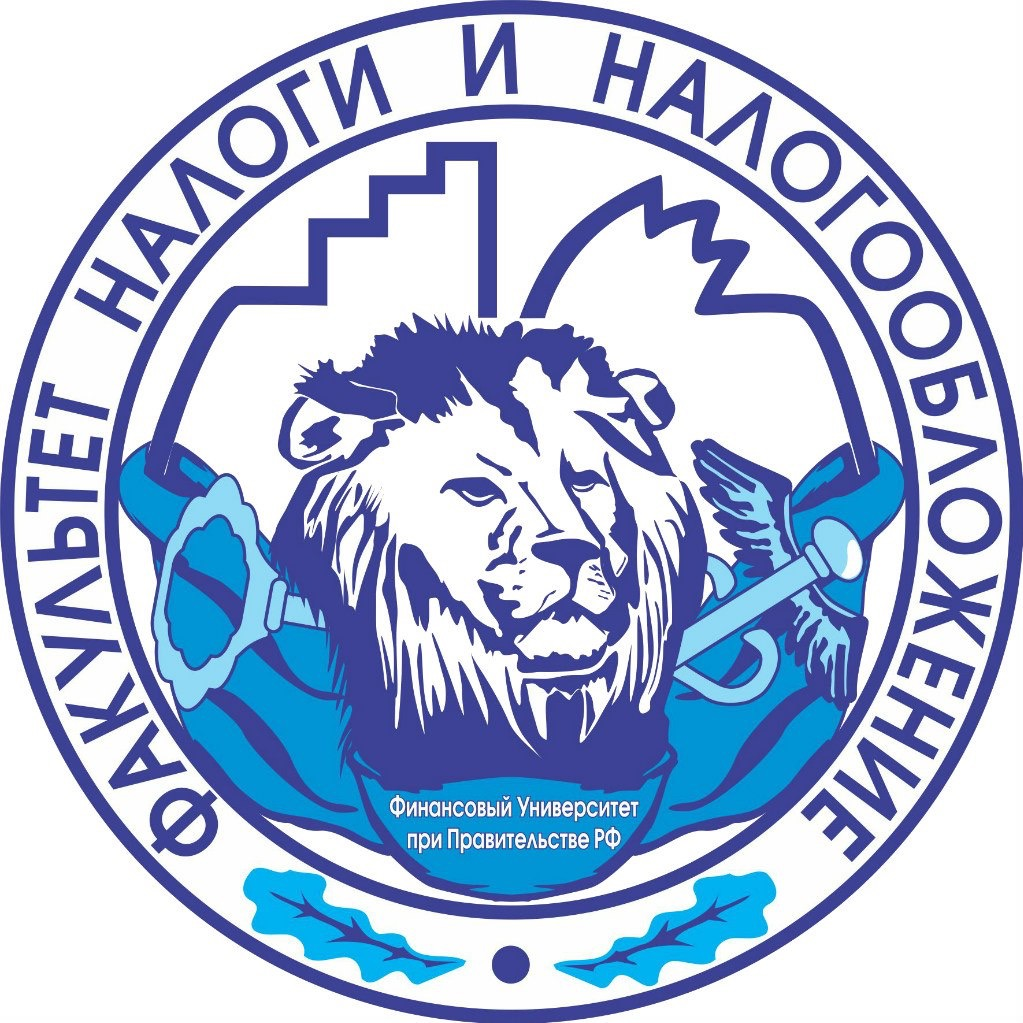 ФАКУЛЬТЕТ НАЛОГИ И НАЛОГООБЛОЖЕНИЕ
Финансовый Университет
при Правительстве РФ